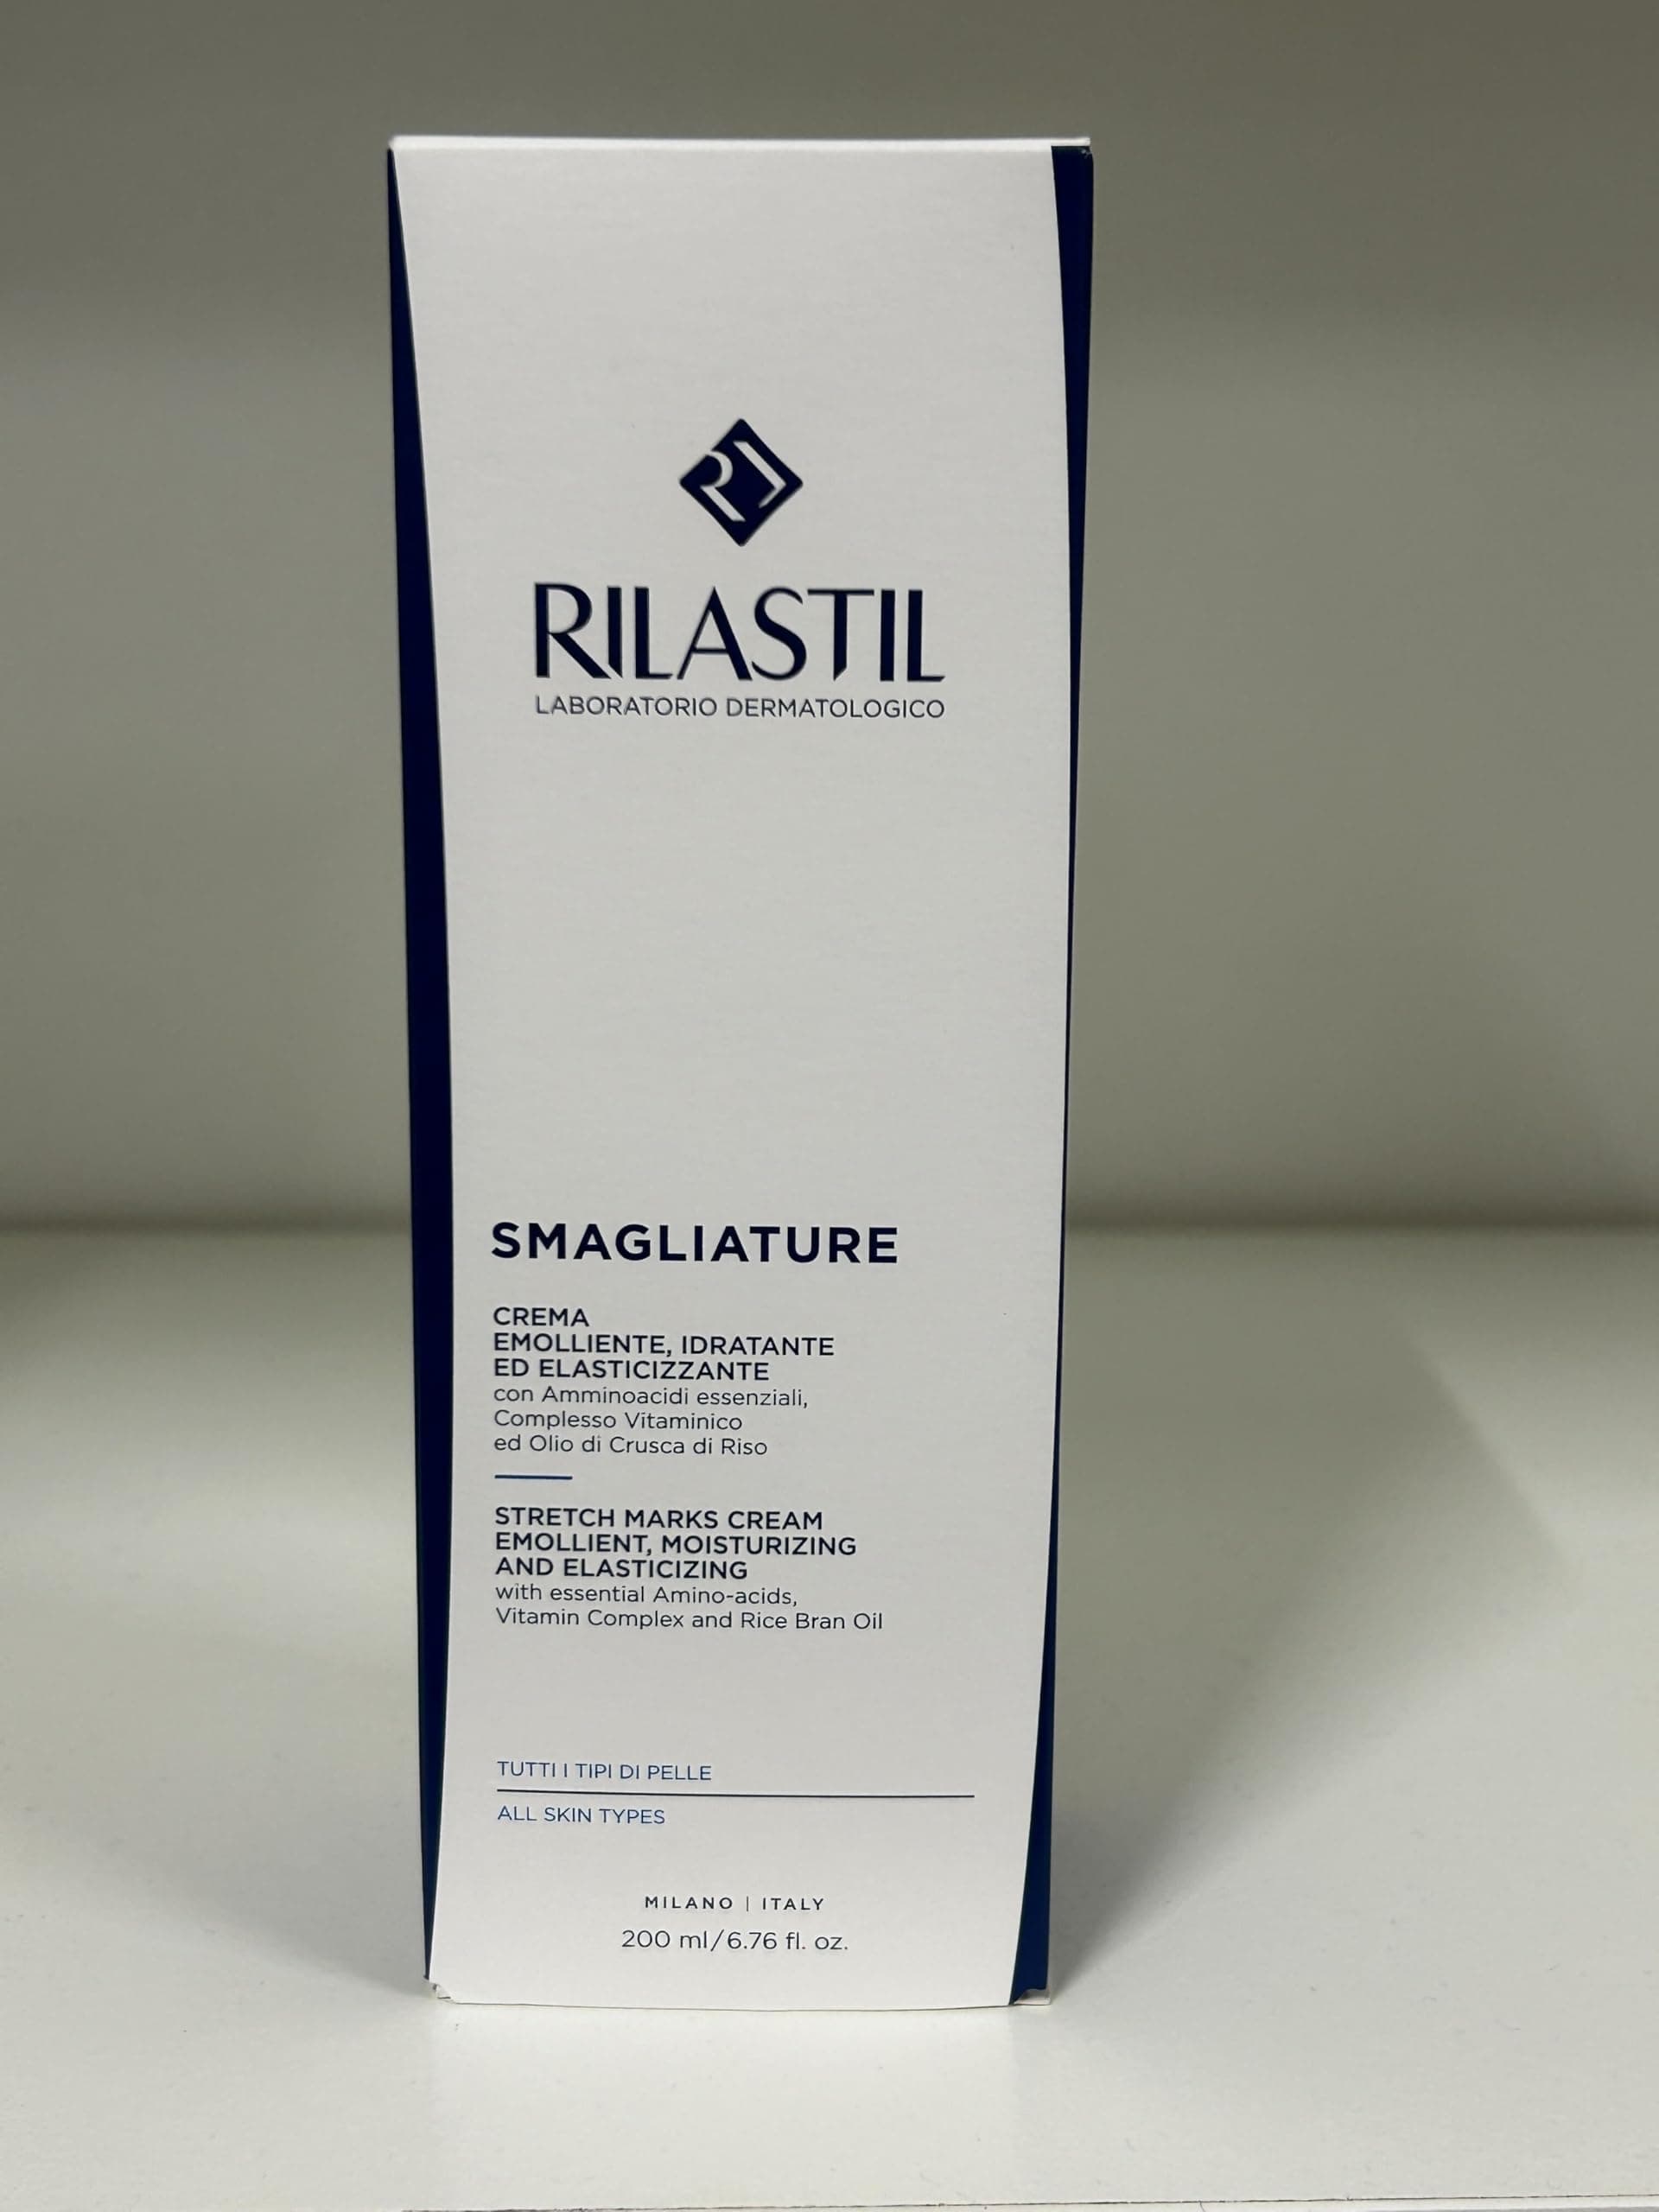 RILASTIL
LABORATORIO DERMATOLOGICO
SMAGLIATURE
CREMA
EMOLLIENTE, IDRATANTE
ED ELASTICIZZANTE
con Amminoacidi essenziali,
Complesso Vitaminico
ed Olio di Crusca di Riso
STRETCH MARKS CREAM
EMOLLIENT, MOISTURIZING
AND ELASTICIZING
with essential Amino-acids,
Vitamin Complex and Rice Bran Oil
TUTTI I TIPI DI PELLE
ALL SKIN TYPES
MILANO | ITALY
200 ml/6.76 fl. oz.